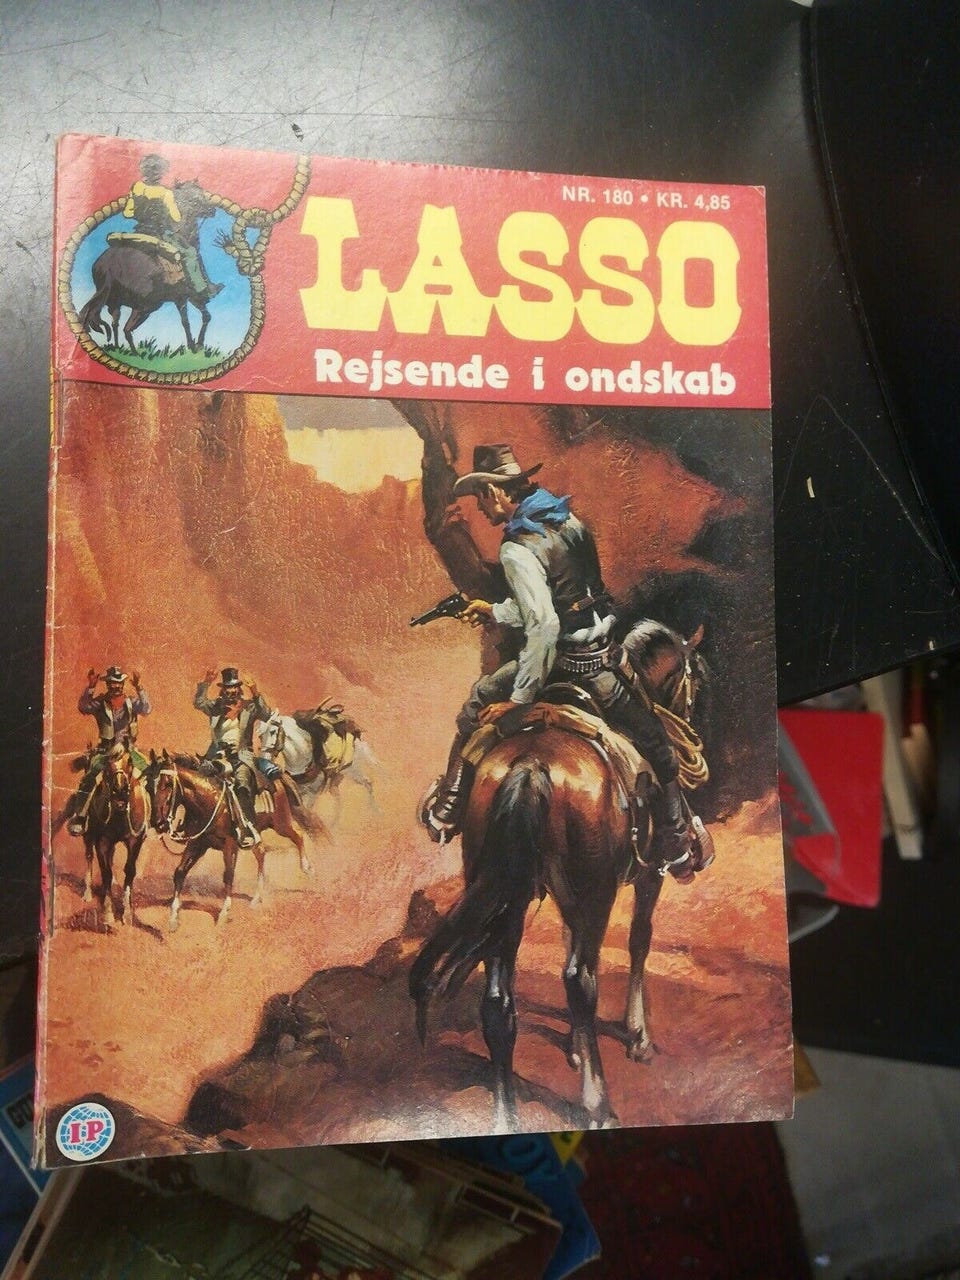 NR. 180 • KR. 4,85
LASSO
Rejsende i ondskab
I·P